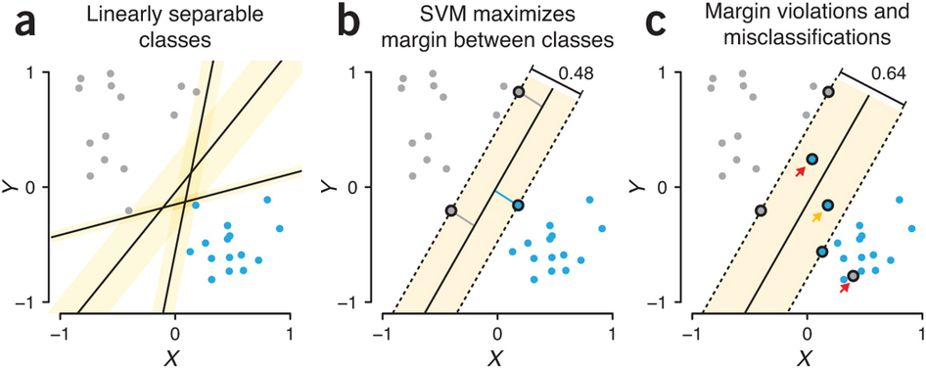 a
Linearly separable
classes
1
0
−1
Y
−1
0
1
X
b
SVM maximizes
margin between classes
0.48
1
0
−1
Y
−1
0
1
X
c
Margin violations and
misclassifications
0.64
1
0
−1
Y
−1
0
1
X